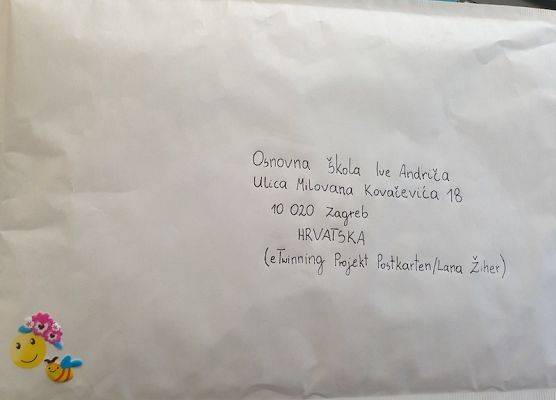 Osnovna škola Ive Andrića
Ulica Milovana Kovačevića 18
10 020 Zagreb
HRVATSKA
(eTwinning Projekt Postkarten/Lana Žiher)